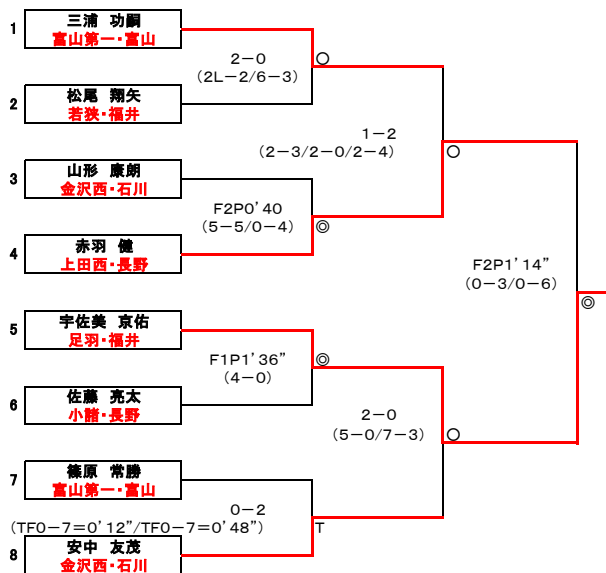 1
三浦 功嗣
富山第一・富山
2－0
（2L－2/6－3）
○
2
松尾 翔矢
若狭・福井
1－2
（2－3/2－0/2－4）
○
3
山形 康朗
金沢西・石川
F2P0’40
（5－5/0－4）
◎
4
赤羽 健
上田西・長野
F2P1’14”
（0－3/0－6）
◎
5
宇佐美 京佑
足羽・福井
F1P1’36”
（4－0）
◎
6
佐藤 亮太
小諸・長野
2－0
（5－0/7－3）
○
7
篠原 常勝
富山第一・富山
0－2
（TF0－7=0’12”/TF0－7=0’48”）
T
8
安中 友茂
金沢西・石川